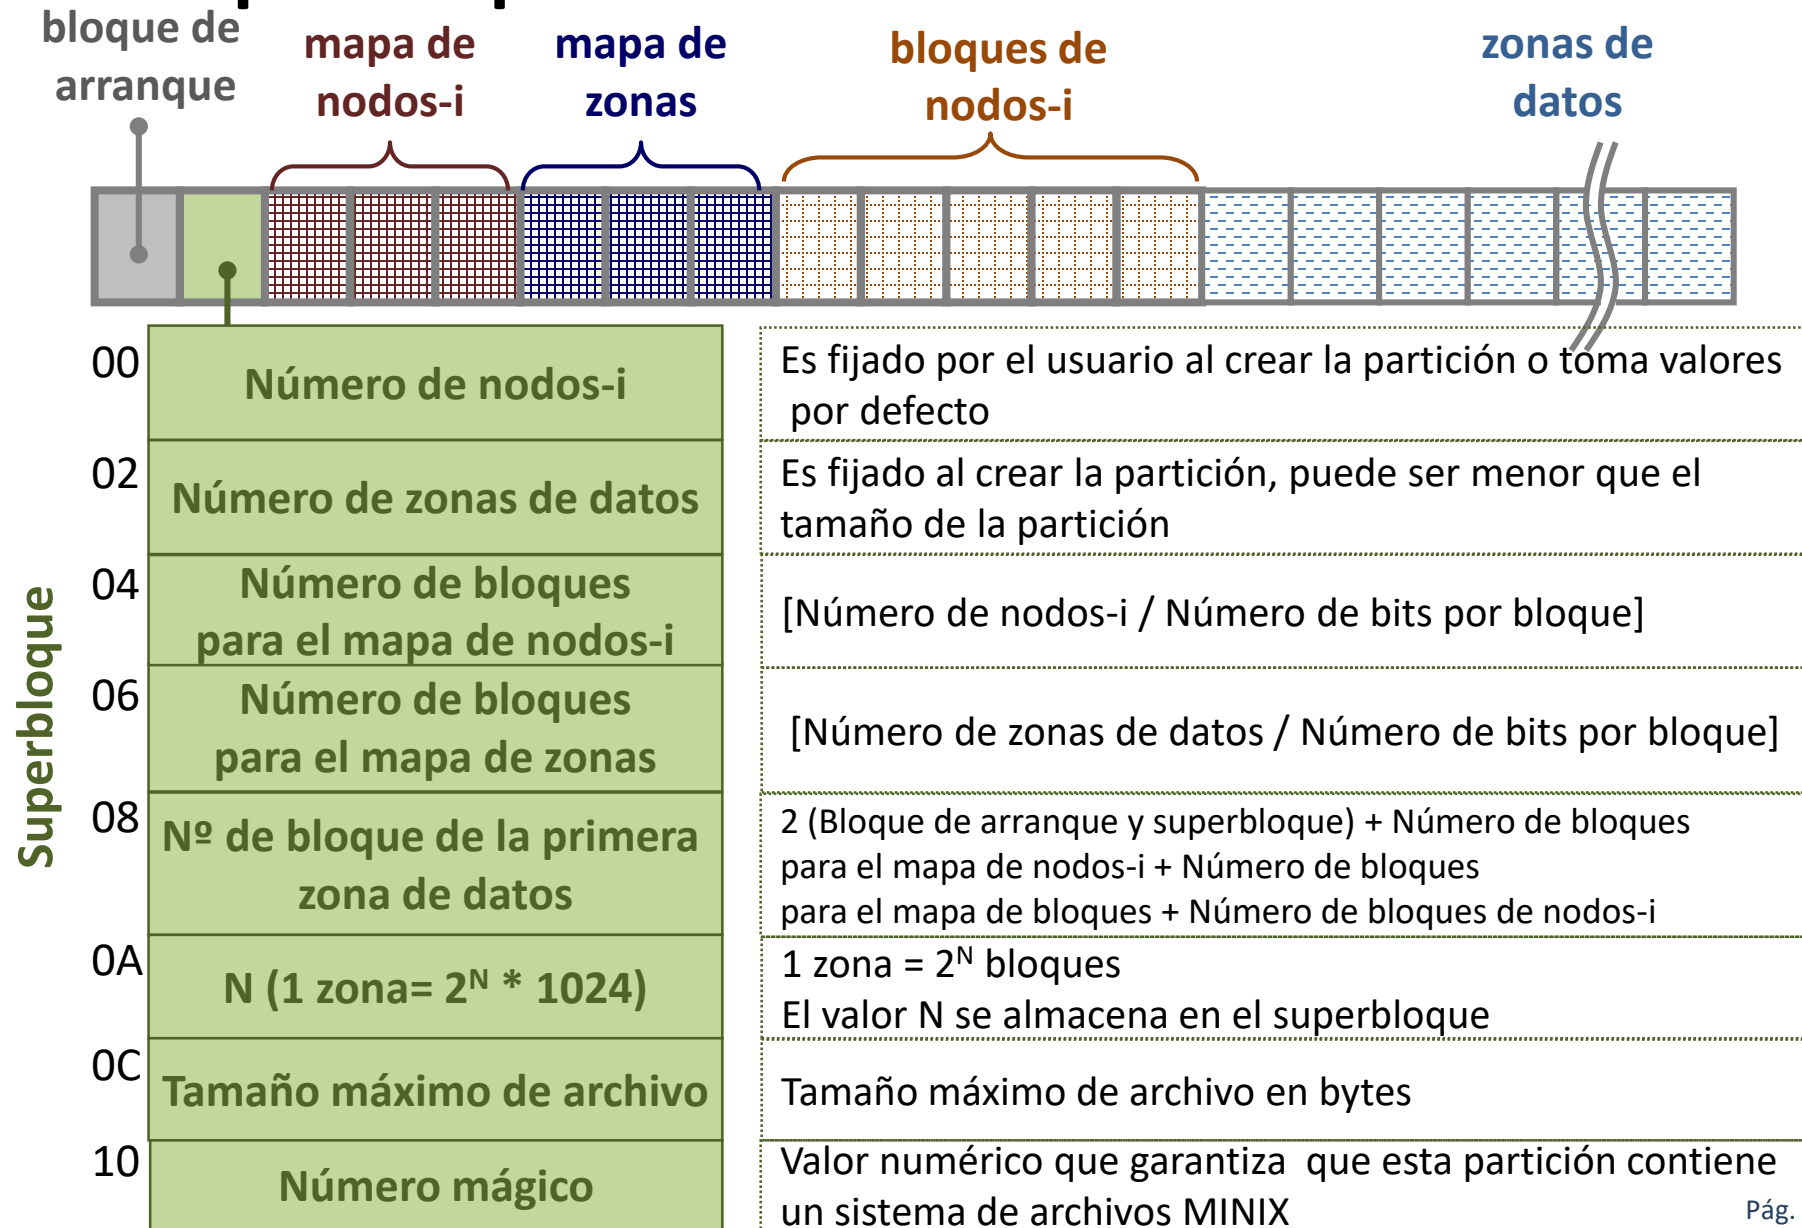 bloque de
arranque
mapa de
nodos-i
mapa de
zonas
bloques de
nodos-i
zonas de
datos
Superbloque
00
Número de nodos-i
Es fijado por el usuario al crear la partición o toma valores
por defecto
02
Número de zonas de datos
Es fijado al crear la partición, puede ser menor que el
tamaño de la partición
04
Número de bloques
para el mapa de nodos-i
[Número de nodos-i / Número de bits por bloque]
06
Número de bloques
para el mapa de zonas
[Número de zonas de datos / Número de bits por bloque]
08
Nº de bloque de la primera
zona de datos
2 (Bloque de arranque y superbloque) + Número de bloques
para el mapa de nodos-i + Número de bloques
para el mapa de bloques + Número de bloques de nodos-i
0A
N (1 zona= 2ᴺ * 1024)
1 zona = 2ᴺ bloques
El valor N se almacena en el superbloque
0C
Tamaño máximo de archivo
Tamaño máximo de archivo en bytes
10
Número mágico
Valor numérico que garantiza que esta partición contiene
un sistema de archivos MINIX
Pág.